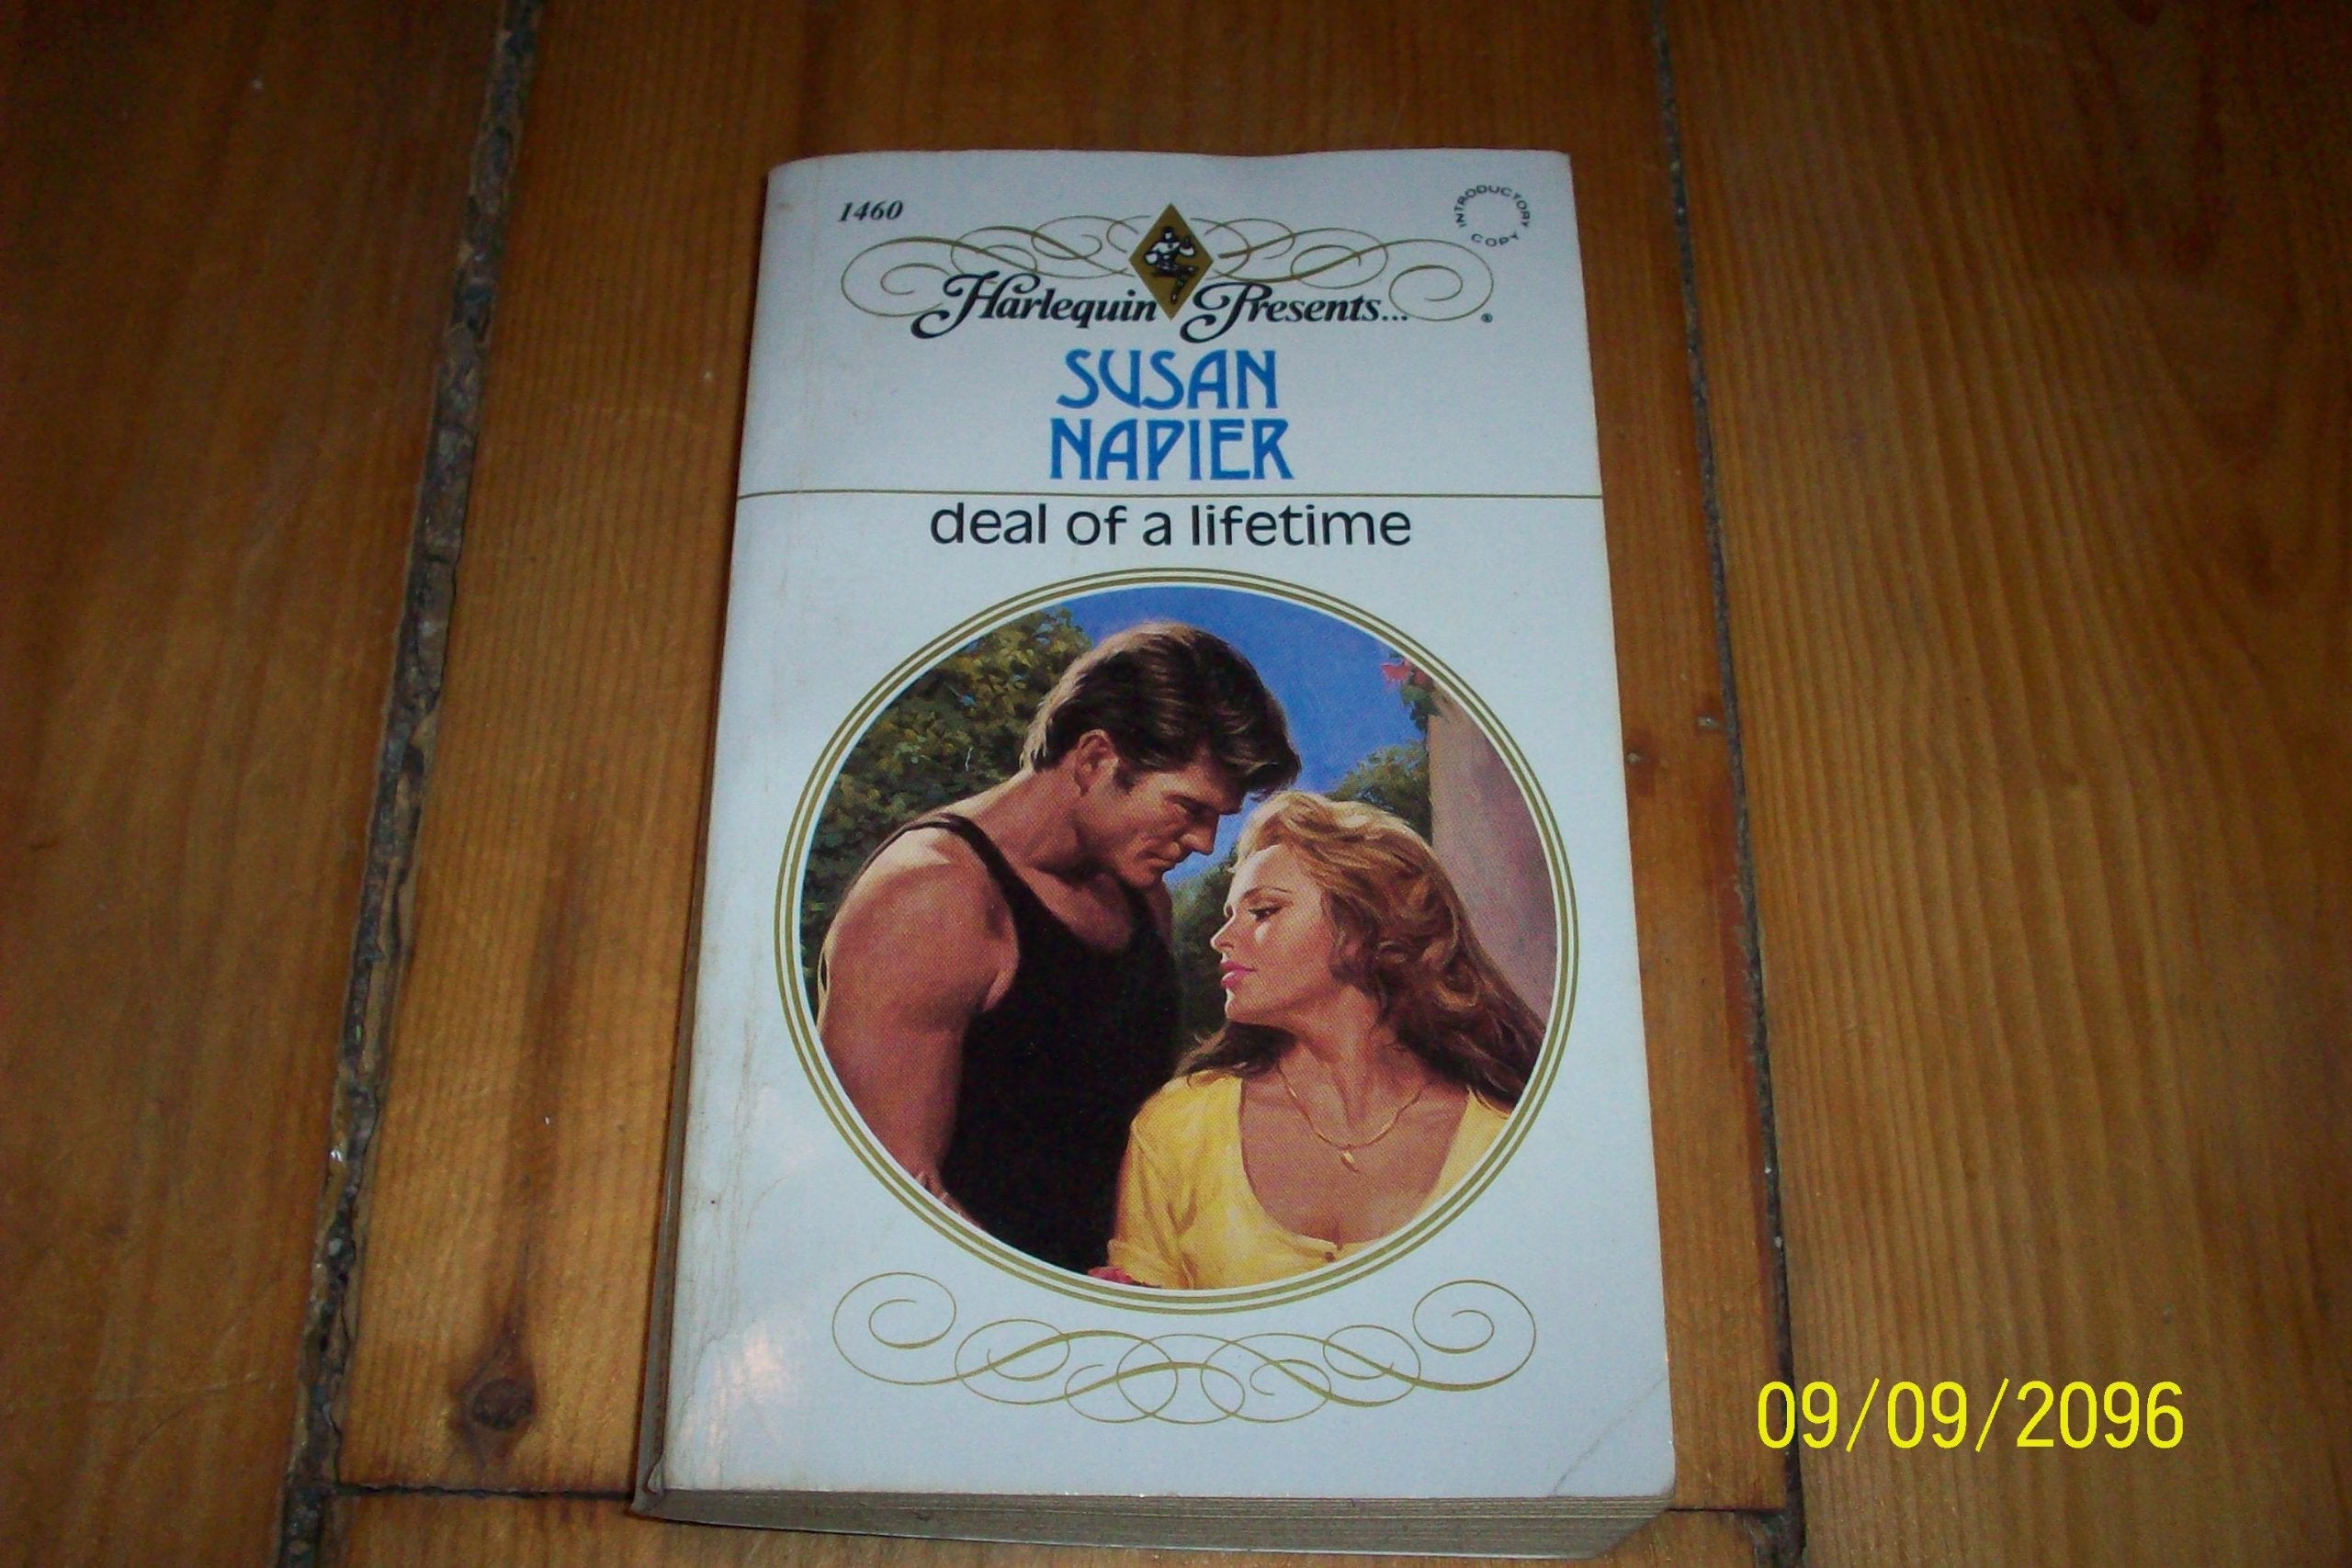 1460
INTRODUCTORY
COPY
Harlequin Presents...®
SUSAN
NAPIER
deal of a lifetime
09/09/2096